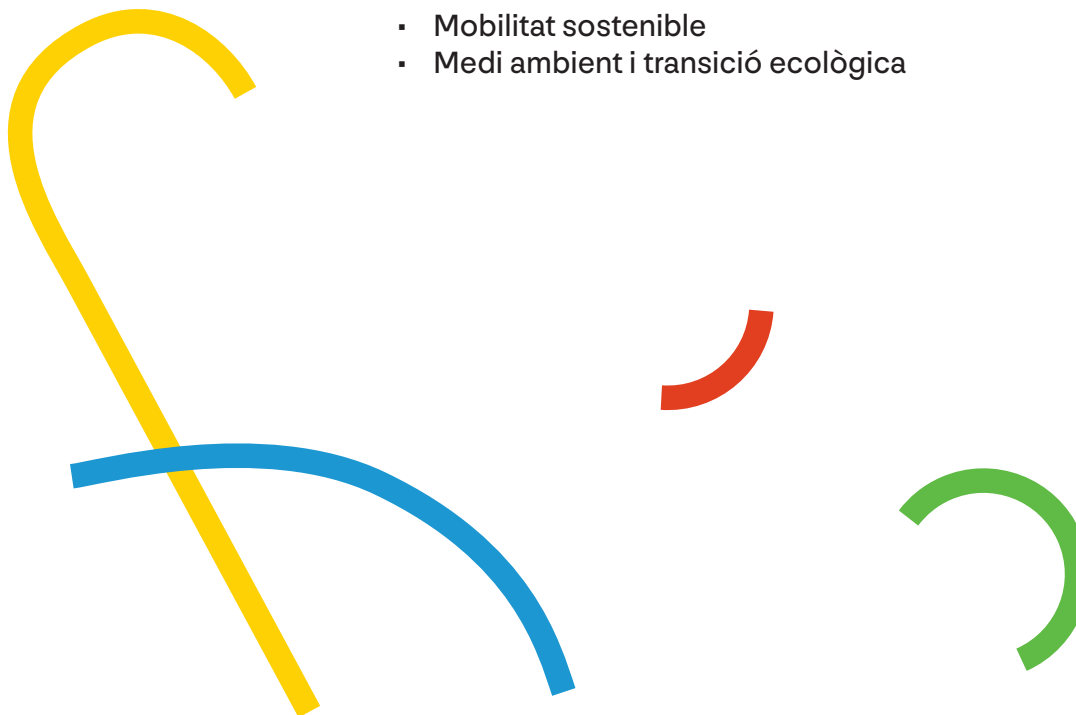 ▪ Mobilitat sostenible
▪ Medi ambient i transició ecològica